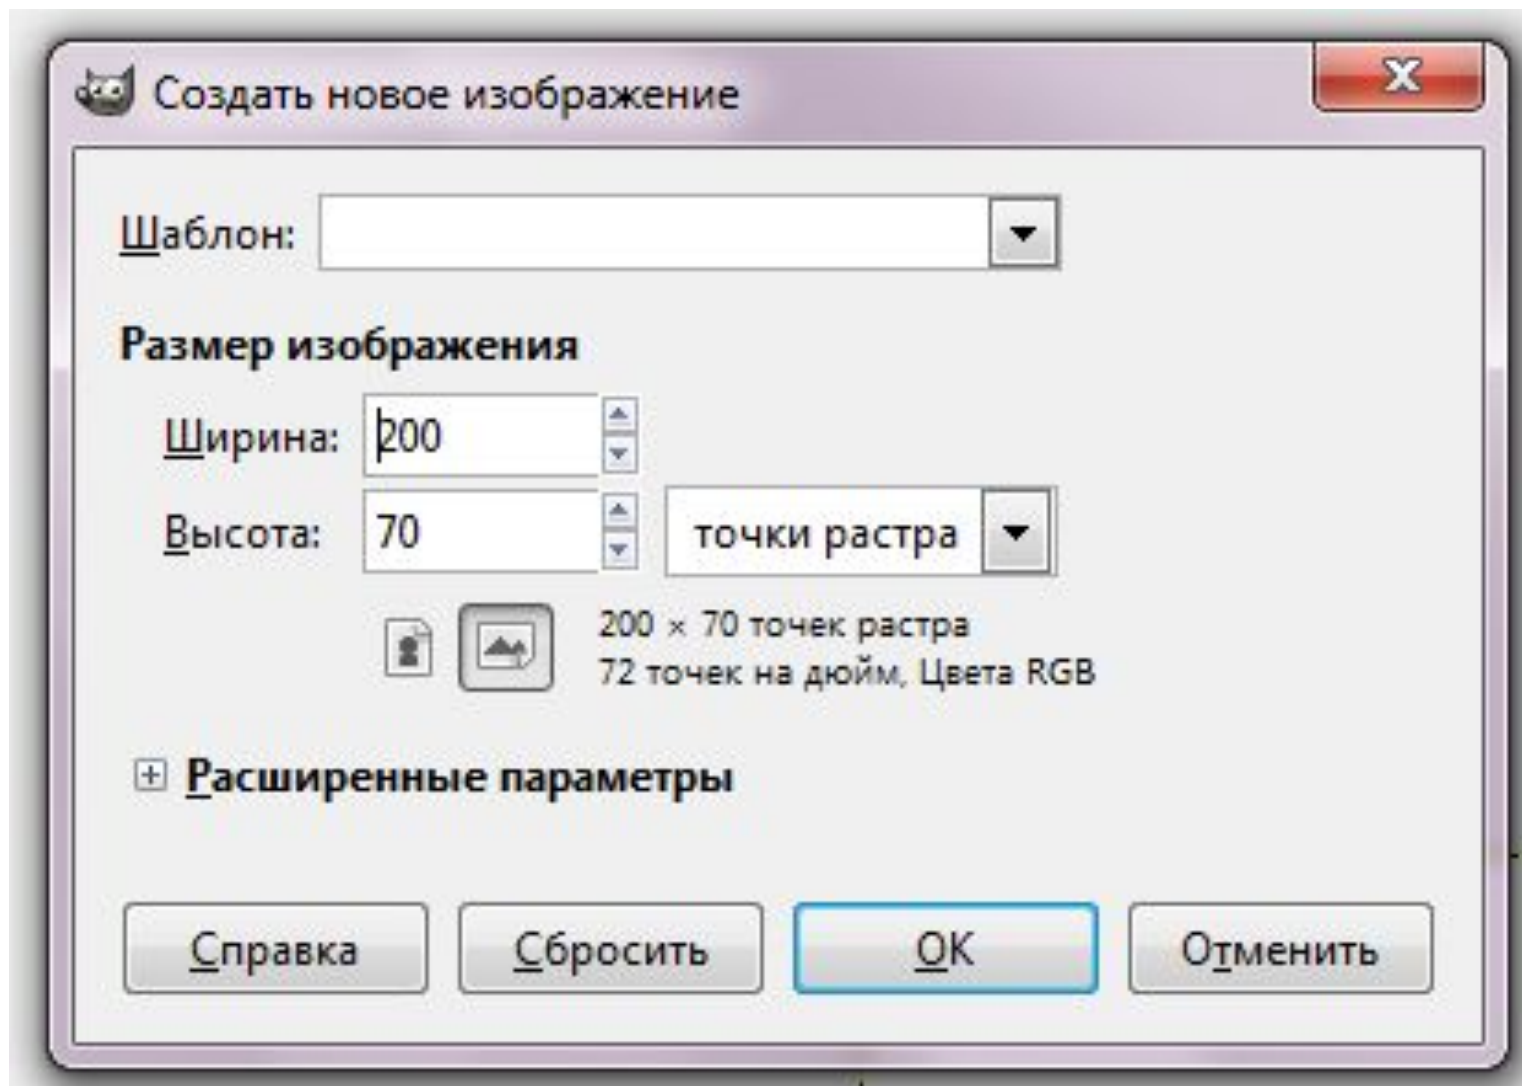 Создать новое изображение
Шаблон:
Размер изображения
Ширина: 200
Высота: 70 точки растра
200 × 70 точек растра
72 точек на дюйм, Цвета RGB
Расширенные параметры
Справка Сбросить OK Отменить